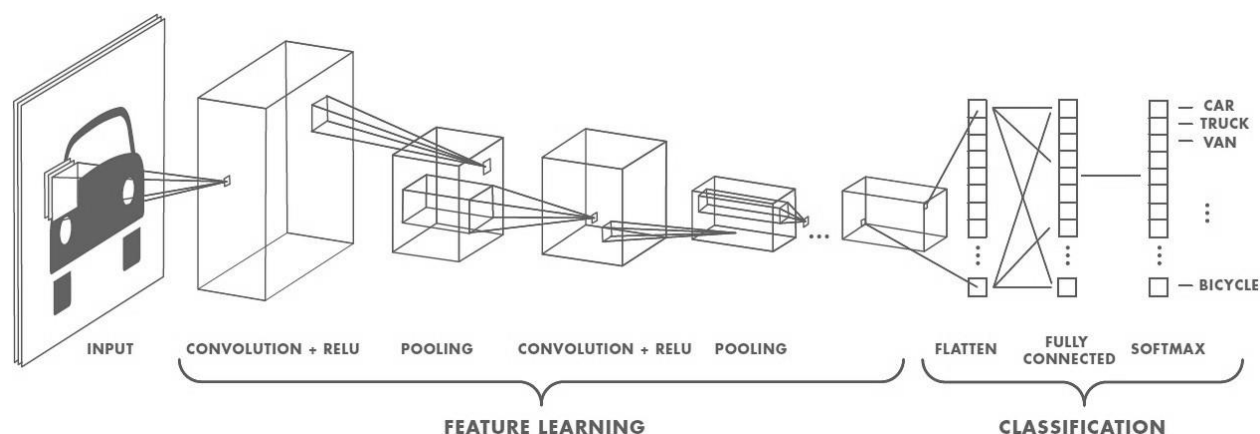 CAR
TRUCK
VAN
BICYCLE
INPUT
CONVOLUTION + RELU
POOLING
CONVOLUTION + RELU
POOLING
FLATTEN
FULLY
CONNECTED
SOFTMAX
FEATURE LEARNING
CLASSIFICATION